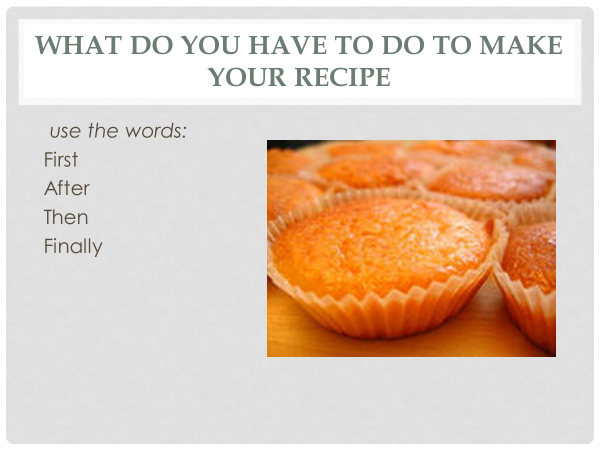 WHAT DO YOU HAVE TO DO TO MAKE
YOUR RECIPE
use the words:
First
After
Then
Finally